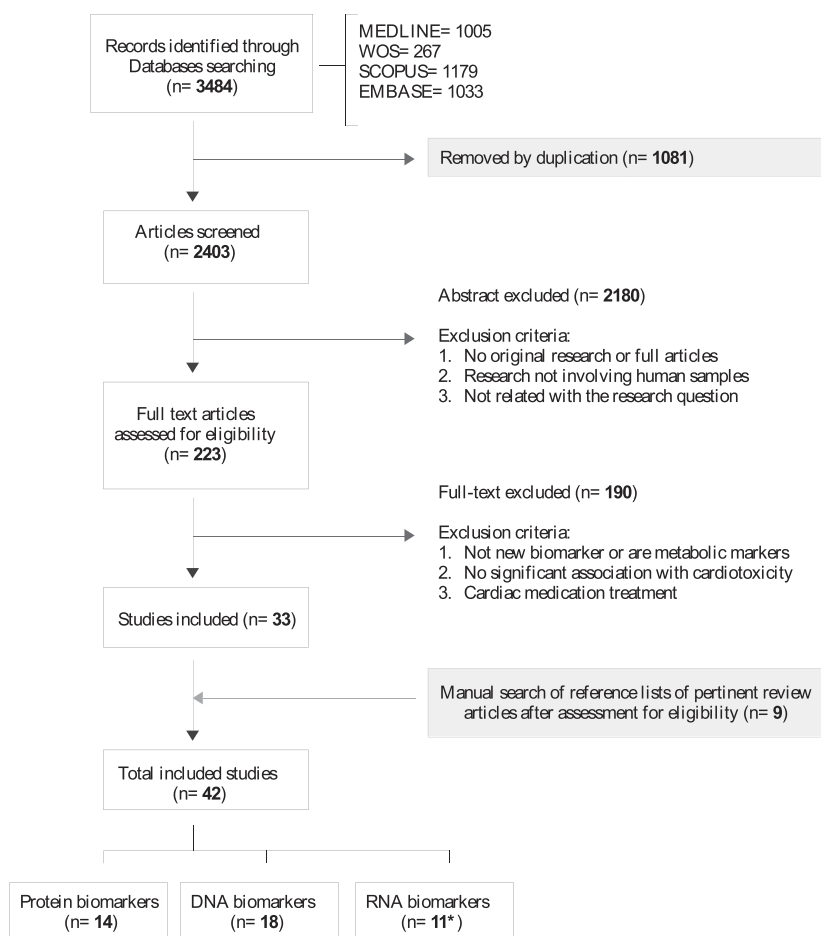 Records identified through
Databases searching
(n= 3484)
MEDLINE= 1005
WOS= 267
SCOPUS= 1179
EMBASE= 1033
Removed by duplication (n= 1081)
Articles screened
(n= 2403)
Abstract excluded (n= 2180)
Exclusion criteria:
1. No original research or full articles
2. Research not involving human samples
3. Not related with the research question
Full text articles
assessed for eligibility
(n= 223)
Full-text excluded (n= 190)
Exclusion criteria:
1. Not new biomarker or are metabolic markers
2. No significant association with cardiotoxicity
3. Cardiac medication treatment
Studies included (n= 33)
Manual search of reference lists of pertinent review
articles after assessment for eligibility (n= 9)
Total included studies
(n= 42)
Protein biomarkers
(n= 14)
DNA biomarkers
(n= 18)
RNA biomarkers
(n= 11* )